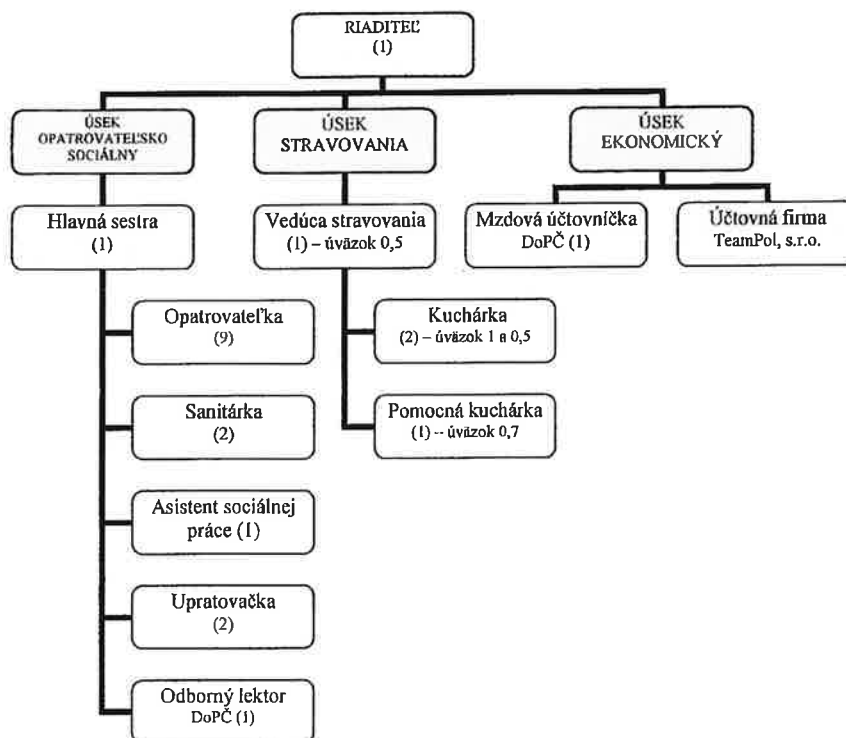 RIADITEĽ
(1)
ÚSEK
OPATROVATEĽSKO
SOCIÁLNY
ÚSEK
STRAVOVANIA
ÚSEK
EKONOMICKÝ
Hlavná sestra
(1)
Vedúca stravovania
(1) – úväzok 0,5
Mzdová účtovníčka
DoPČ (1)
Účtovná firma
TeamPol, s.r.o.
Opatrovateľka
(9)
Kuchárka
(2) – úväzok 1 a 0,5
Sanitárka
(2)
Pomocná kuchárka
(1) – úväzok 0,7
Asistent sociálnej
práce (1)
Upratovačka
(2)
Odborný lektor
DoPČ (1)